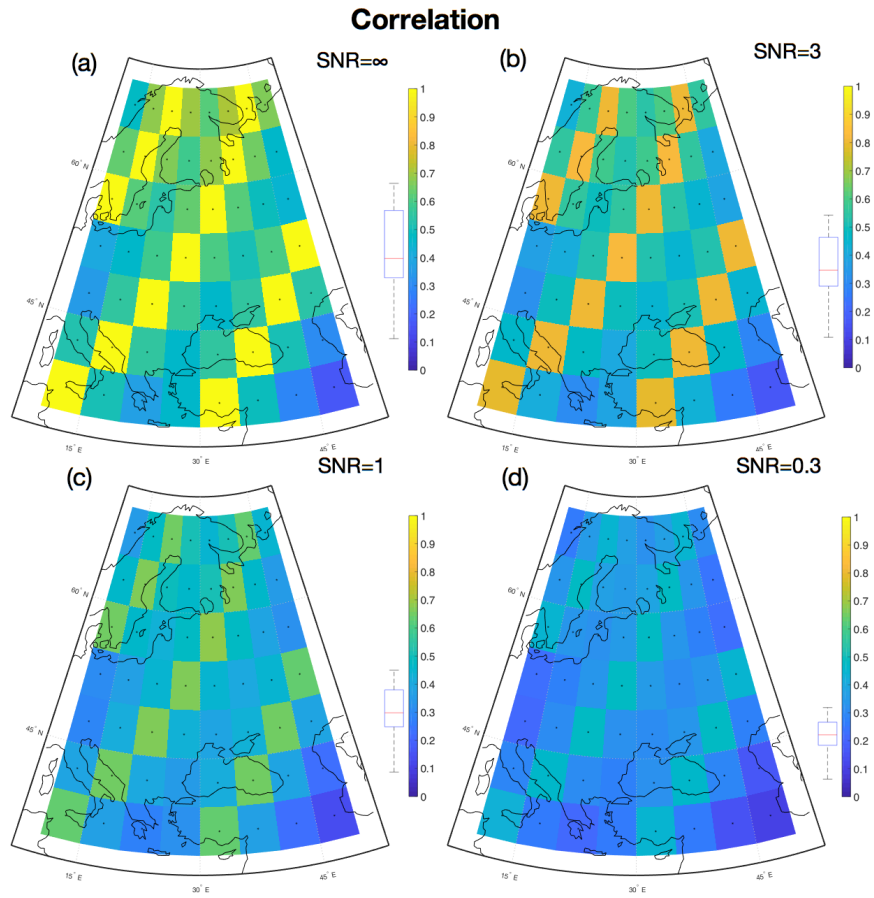 Correlation
(a)
SNR=∞
1
0.9
0.8
0.7
0.6
0.5
0.4
0.3
0.2
0.1
0
60° N
45° N
15° E
30° E
45° E
(b)
SNR=3
1
0.9
0.8
0.7
0.6
0.5
0.4
0.3
0.2
0.1
0
60° N
45° N
15° E
30° E
45° E
(c)
SNR=1
1
0.9
0.8
0.7
0.6
0.5
0.4
0.3
0.2
0.1
0
60° N
45° N
15° E
30° E
45° E
(d)
SNR=0.3
1
0.9
0.8
0.7
0.6
0.5
0.4
0.3
0.2
0.1
0
60° N
45° N
15° E
30° E
45° E